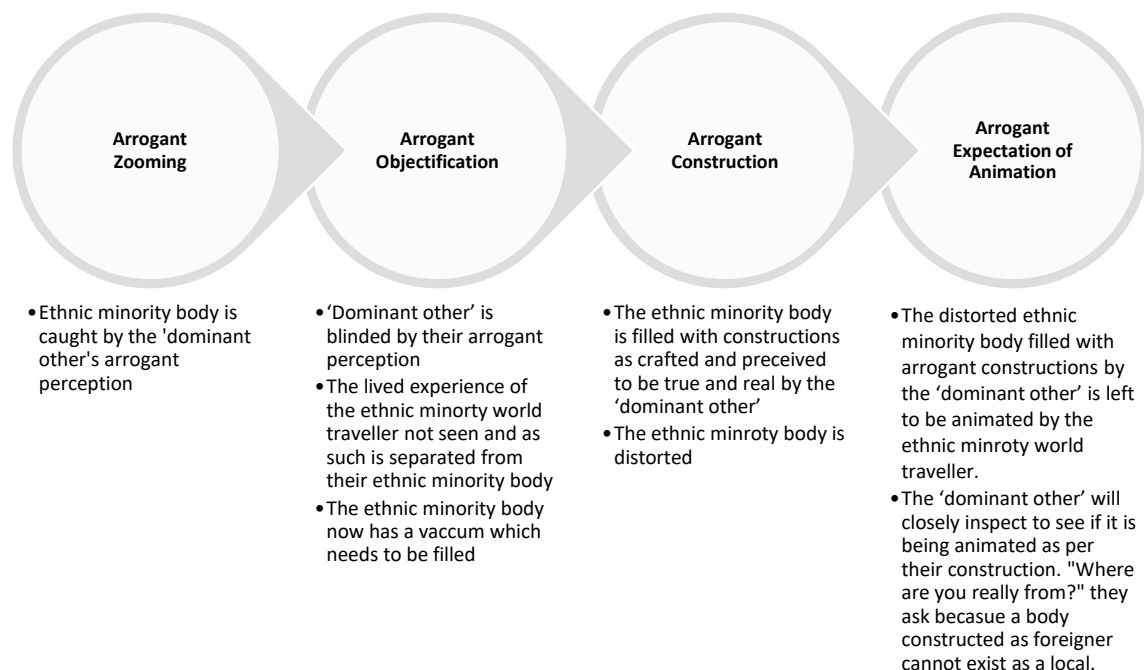 Arrogant
Zooming
•Ethnic minority body is
caught by the 'dominant
other's arrogant
perception
Arrogant
Objectification
•‘Dominant other’ is
blinded by their arrogant
perception
•The lived experience of
the ethnic minorty world
traveller not seen and as
such is separated from
their ethnic minority body
•The ethnic minority body
now has a vaccum which
needs to be filled
Arrogant
Construction
•The ethnic minority body
is filled with constructions
as crafted and preceived
to be true and real by the
‘dominant other’
•The ethnic minroty body is
distorted
Arrogant
Expectation of
Animation
•The distorted ethnic
minority body filled with
arrogant constructions by
the ‘dominant other’ is left
to be animated by the
ethnic minroty world
traveller.
•The ‘dominant other’ will
closely inspect to see if it is
being animated as per
their construction. "Where
are you really from?" they
ask becasue a body
constructed as foreigner
cannot exist as a local.